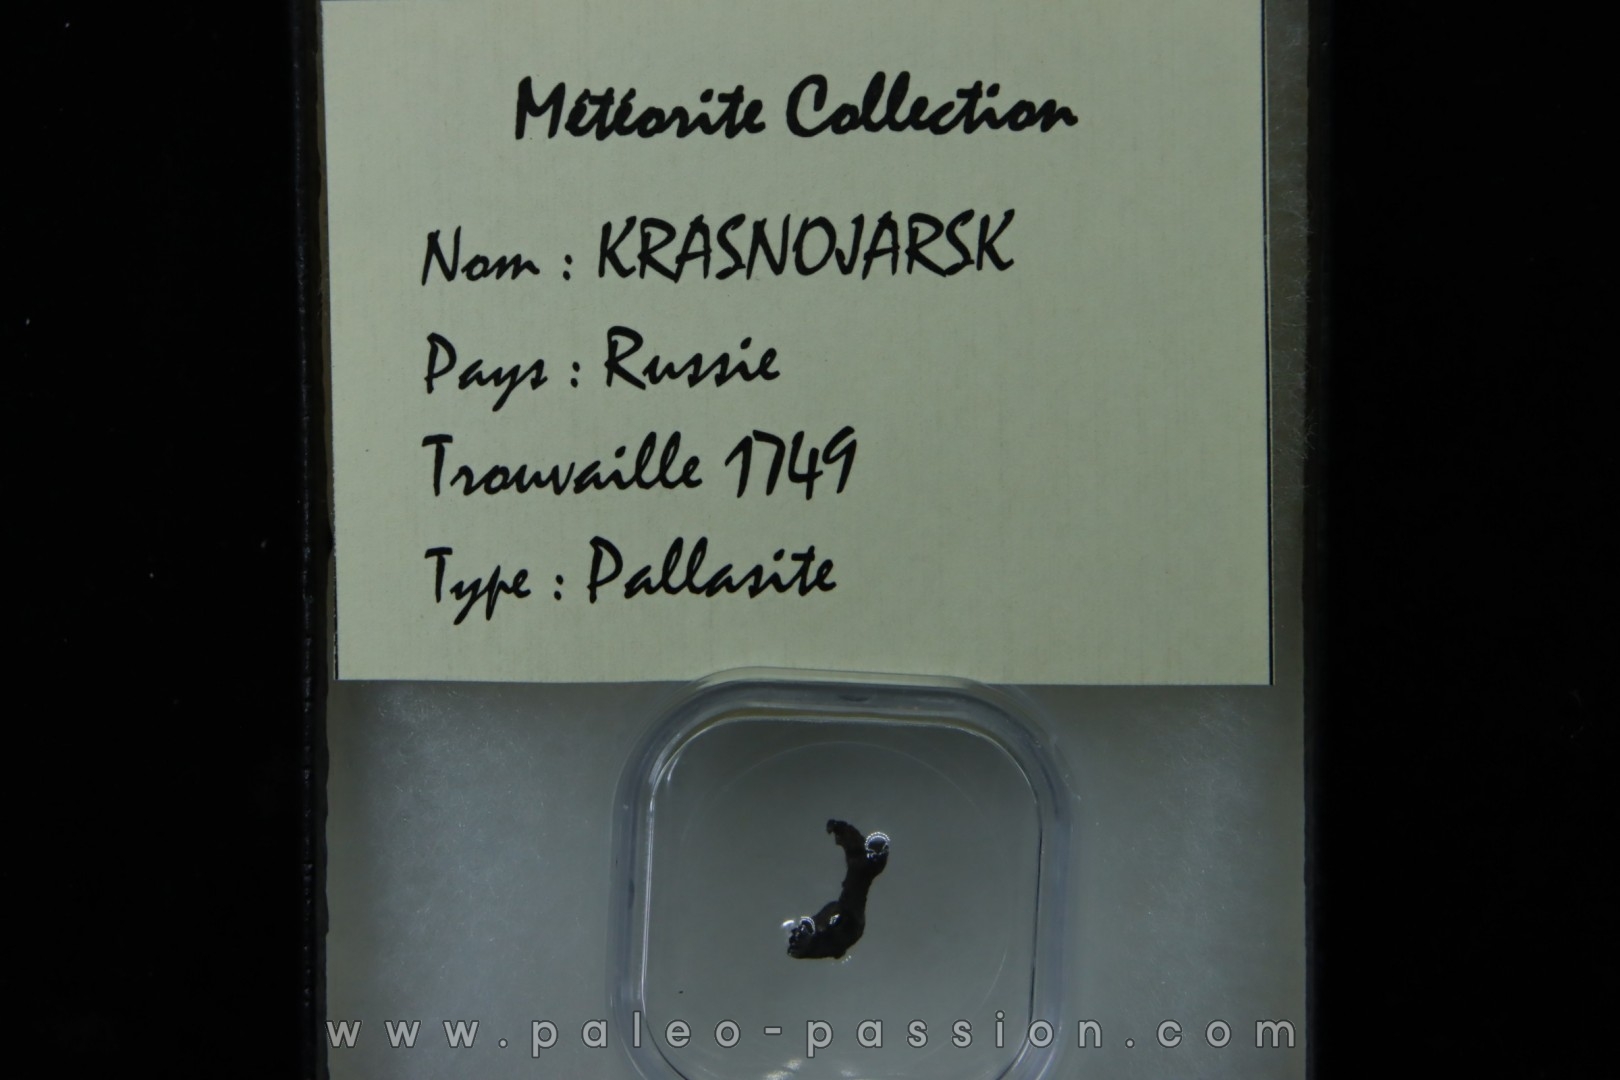 Météorite Collection
Nom : KRASNOJARSK
Pays : Russie
Trouvaille 1749
Type : Pallasite
www.paleo-passion.com